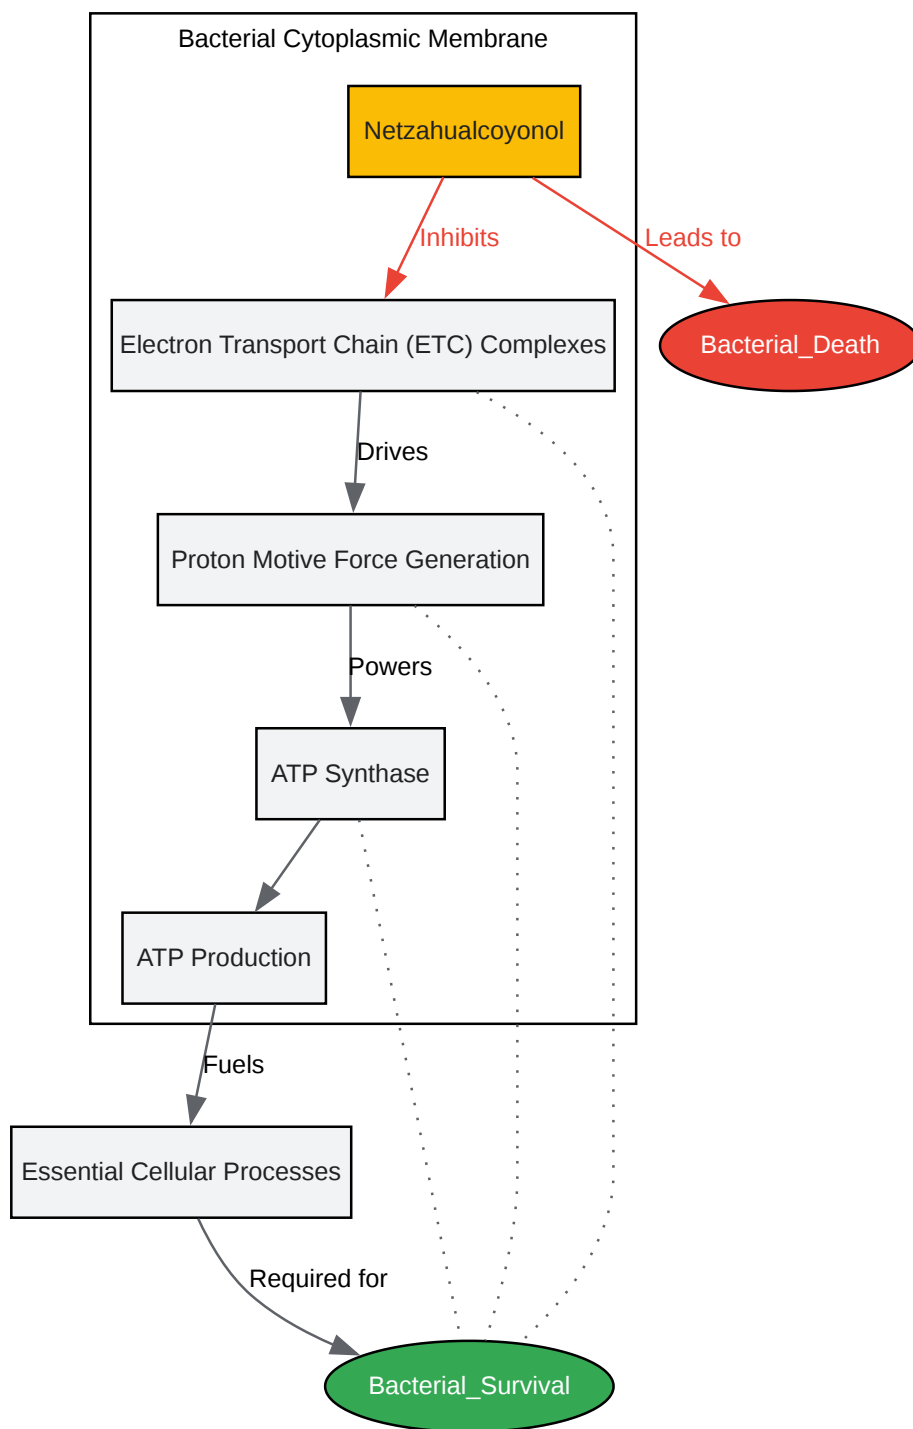 Bacterial Cytoplasmic Membrane
Netzahualcoyonol
Inhibits
Leads to
Electron Transport Chain (ETC) Complexes
Bacterial_Death
Drives
Proton Motive Force Generation
Powers
ATP Synthase
ATP Production
Fuels
Essential Cellular Processes
Required for
Bacterial_Survival